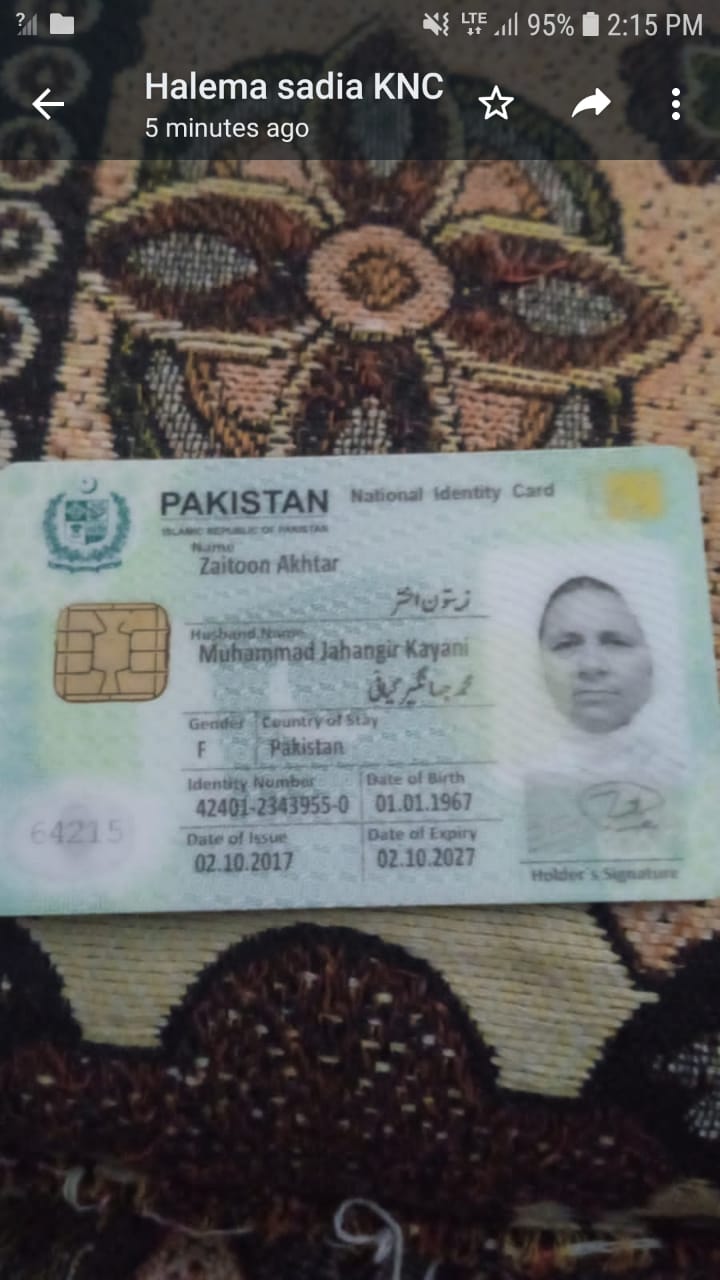 ? LTE 95% 2:15 PM
Halema sadia KNC
5 minutes ago
PAKISTAN National Identity Card
ISLAMIC REPUBLIC OF PAKISTAN
Name
Zaitoon Akhtar
زیتون اختر
Husband Name
Muhammad Jahangir Kayani
محمد جہانگیر کیانی
Gender Country of Stay
F Pakistan
Identity Number Date of Birth
42401-2343955-0 01.01.1967
64215
Date of Issue Date of Expiry
02.10.2017 02.10.2027
Holder's Signature